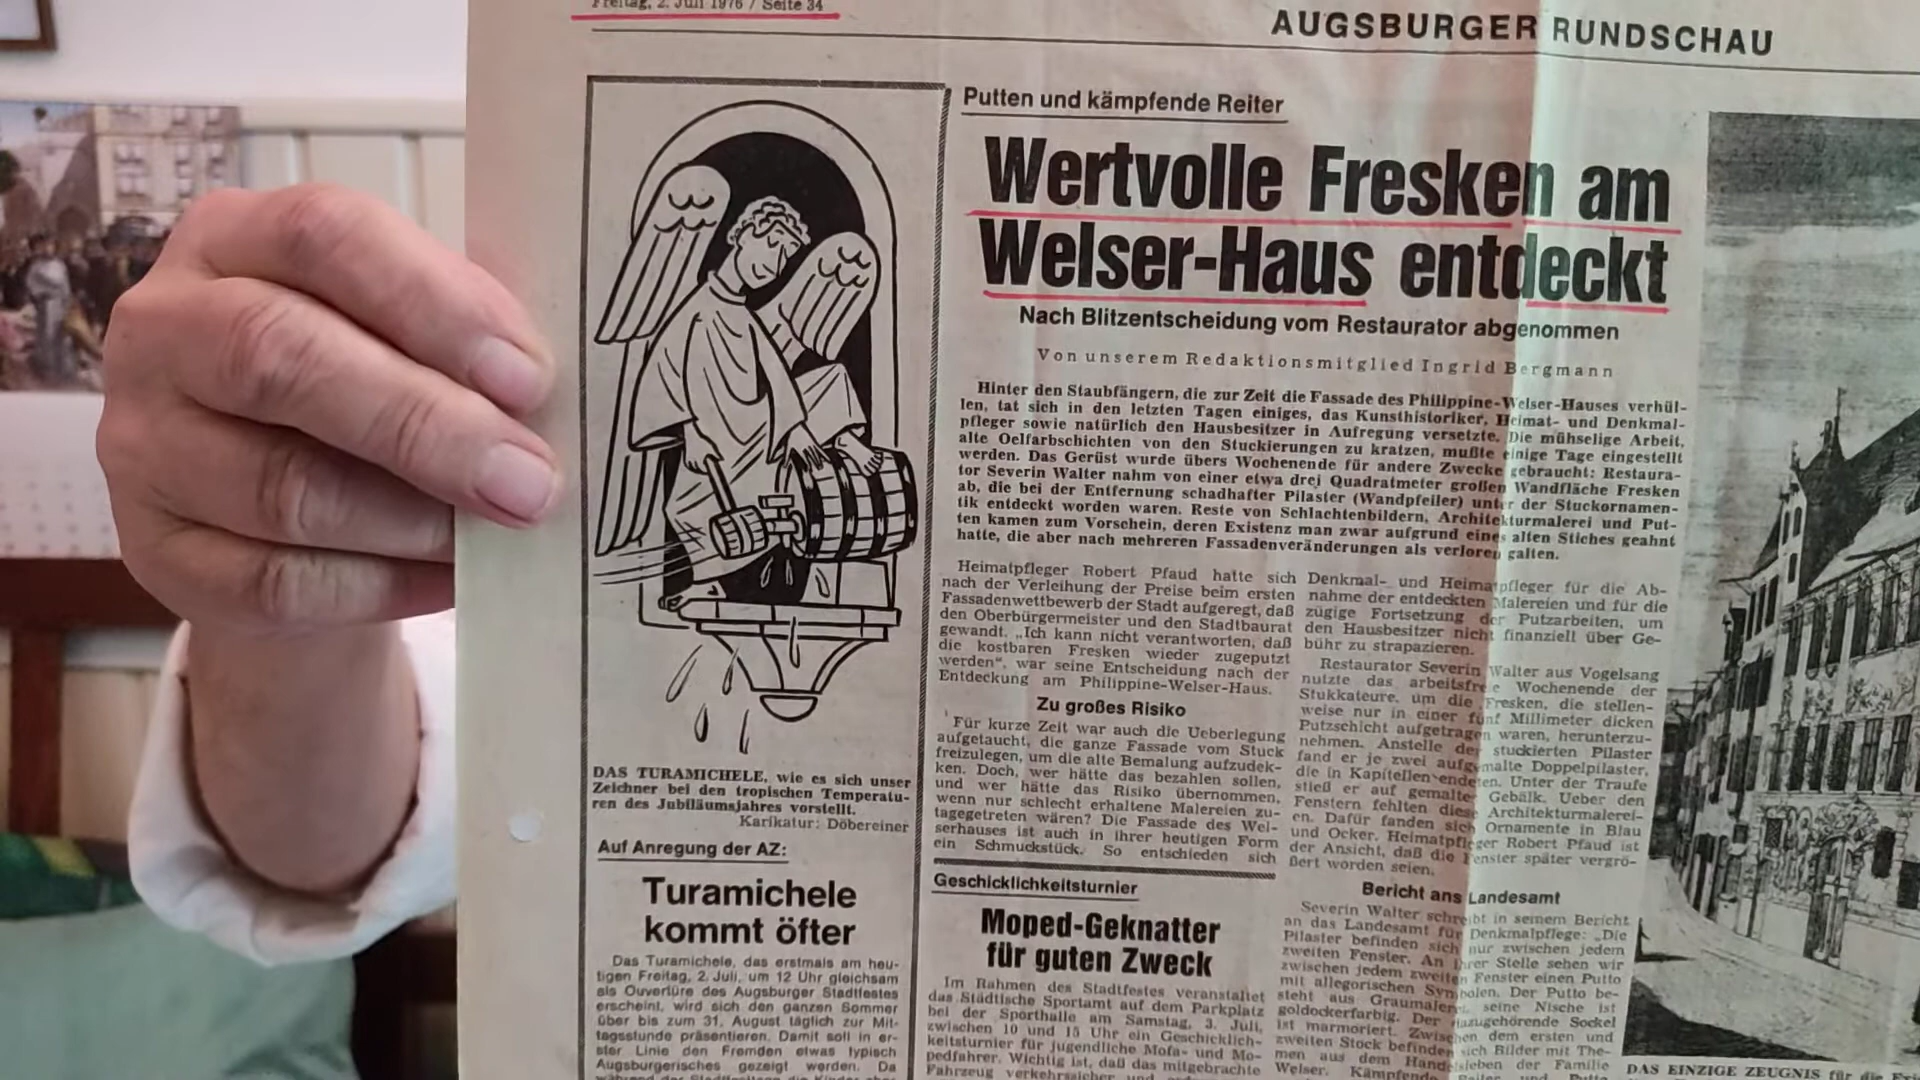 Freitag, 2. Juli 1976 / Seite 34
AUGSBURGER RUNDSCHAU
DAS TURAMICHELE, wie es sich unser
Zeichner bei den tropischen Temperatu-
ren des Jubiläumsjahres vorstellt.
Karikatur: Döbereiner
Auf Anregung der AZ:
Turamichele
kommt öfter
Das Turamichele, das erstmals am heu-
tigen Freitag, 2. Juli, um 12 Uhr gleichsam
als Ouvertüre des Augsburger Stadtfestes
erscheint, wird sich den ganzen Sommer
über bis zum 31. August täglich zur Mit-
tagsstunde präsentieren. Damit soll in er-
ster Linie den Fremden etwas typisch
Augsburgerisches gezeigt werden. Da
Putten und kämpfende Reiter
Wertvolle Fresken am
Welser-Haus entdeckt
Nach Blitzentscheidung vom Restaurator abgenommen
Von unserem Redaktionsmitglied Ingrid Bergmann
Hinter den Staubfängern, die zur Zeit die Fassade des Philippine-Welser-Hauses verhül-
len, tat sich in den letzten Tagen einiges, das Kunsthistoriker, Heimat- und Denkmal-
pfleger sowie natürlich den Hausbesitzer in Aufregung versetzte. Die mühselige Arbeit,
alte Oelfarbschichten von den Stuckierungen zu kratzen, mußte einige Tage eingestellt
werden. Das Gerüst wurde übers Wochenende für andere Zwecke gebraucht: Restaura-
tor Severin Walter nahm von einer etwa drei Quadratmeter großen Wandfläche Fresken
ab, die bei der Entfernung schadhafter Pilaster (Wandpfeiler) unter der Stuckornamen-
tik entdeckt worden waren. Reste von Schlachtenbildern, Architekturmalerei und Put-
ten kamen zum Vorschein, deren Existenz man zwar aufgrund eines alten Stiches geahnt
hatte, die aber nach mehreren Fassadenveränderungen als verloren galten.
Heimatpfleger Robert Pfaud hatte sich
nach der Verleihung der Preise beim ersten
Fassadenwettbewerb der Stadt aufgeregt, daß
den Oberbürgermeister und den Stadtbaurat
gewandt. „Ich kann nicht verantworten, daß
die kostbaren Fresken wieder zugeputzt
werden“, war seine Entscheidung nach der
Entdeckung am Philippine-Welser-Haus.
Zu großes Risiko
Für kurze Zeit war auch die Ueberlegung
aufgetaucht, die ganze Fassade vom Stuck
freizulegen, um die alte Bemalung aufzudek-
ken. Doch, wer hätte das bezahlen sollen,
und wer hätte das Risiko übernommen,
wenn nur schlecht erhaltene Malereien zu-
tagegetreten wären? Die Fassade des Wel-
serhauses ist auch in ihrer heutigen Form
ein Schmuckstück. So entschieden sich
Denkmal- und Heimatpfleger für die Ab-
nahme der entdeckten Malereien und für die
zügige Fortsetzung der Putzarbeiten, um
den Hausbesitzer nicht finanziell über Ge-
bühr zu strapazieren.
Restaurator Severin Walter aus Vogelsang
nutzte das arbeitsfreie Wochenende der
Stukkateure, um die Fresken, die stellen-
weise nur in einer fünf Millimeter dicken
Putzschicht aufgetragen waren, herunterzu-
nehmen. Anstelle der stuckierten Pilaster
fand er je zwei aufgemalte Doppelpilaster,
die in Kapitellen endeten. Unter der Traufe
stieß er auf gemaltes Gebälk. Ueber den
Fenstern fehlten diese Architekturmalerei-
en. Dafür fanden sich Ornamente in Blau
und Ocker. Heimatpfleger Robert Pfaud ist
der Ansicht, daß die Fenster später vergrö-
ßert worden seien.
Bericht ans Landesamt
Severin Walter schreibt in seinem Bericht
an das Landesamt für Denkmalpflege: „Die
Pilaster befinden sich nur zwischen jedem
zweiten Fenster. An ihrer Stelle sehen wir
zwischen jedem zweiten Fenster einen Putto
mit allegorischen Symbolen. Der Putto be-
steht aus Graumalerei, seine Nische ist
goldockerfarbig. Der dazugehörende Sockel
ist marmoriert. Zwischen dem ersten und
zweiten Stock befinden sich Bilder mit The-
men aus dem Handelsleben der Familie
Welser. Kämpfende Reiter und Putte
Geschicklichkeitsturnier
Moped-Geknatter
für guten Zweck
Im Rahmen des Stadtfestes veranstaltet
das Städtische Sportamt auf dem Parkplatz
bei der Sporthalle am Samstag, 3. Juli,
zwischen 10 und 15 Uhr ein Geschicklich-
keitsturnier für jugendliche Mofa- und Mo-
pedfahrer. Wichtig ist, daß das mitgebrachte
Fahrzeug verkehrssicher und
DAS EINZIGE ZEUGNIS für die